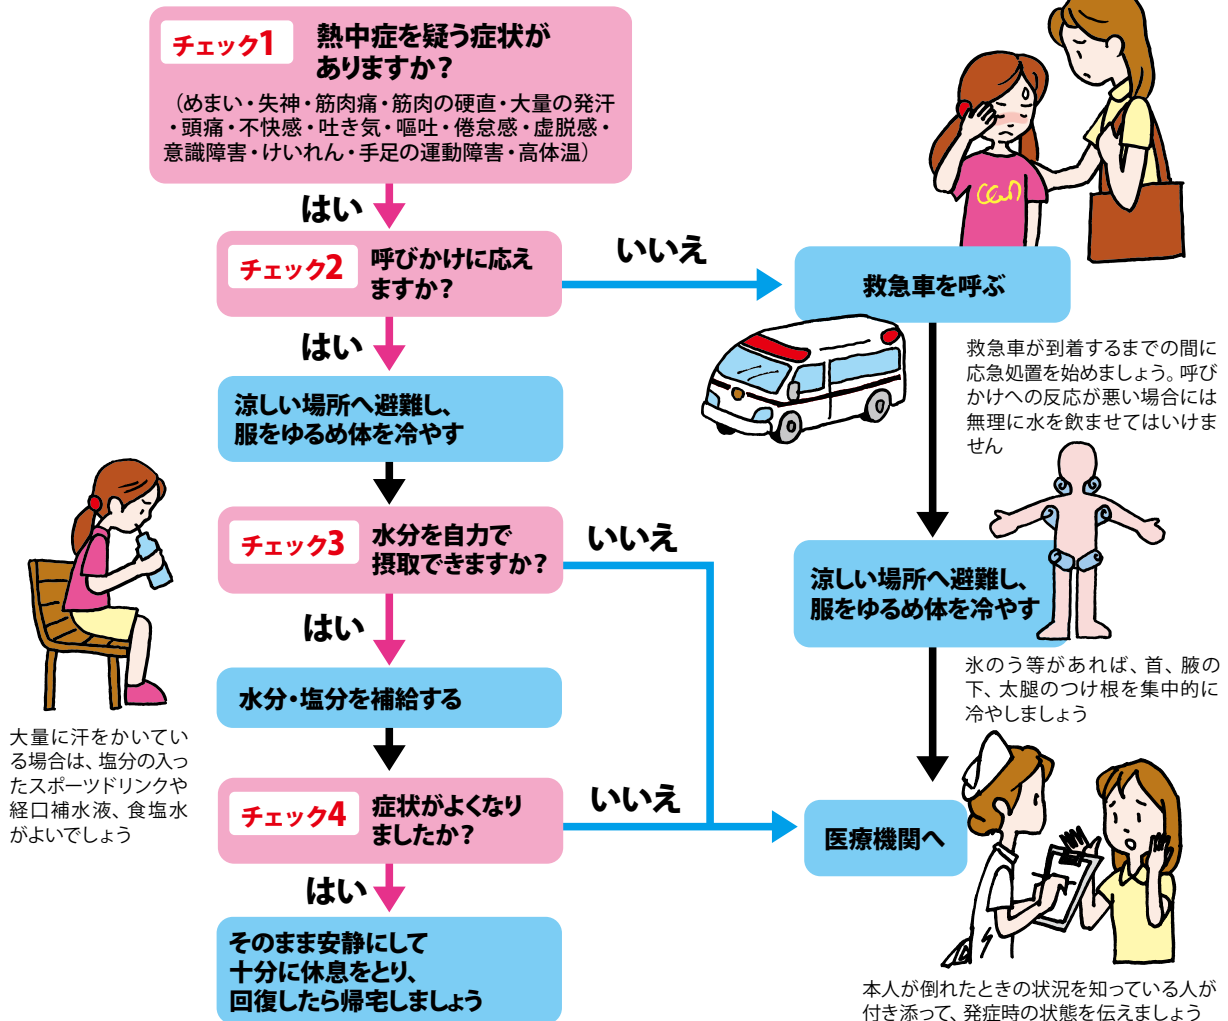 チェック1
熱中症を疑う症状が
ありますか？
（めまい・失神・筋肉痛・筋肉の硬直・大量の発汗
・頭痛・不快感・吐き気・嘔吐・倦怠感・虚脱感・
意識障害・けいれん・手足の運動障害・高体温）
はい
チェック2
呼びかけに応え
ますか？
いいえ
救急車を呼ぶ
救急車が到着するまでの間に
応急処置を始めましょう。呼び
かけへの反応が悪い場合には
無理に水を飲ませてはいけま
せん
はい
涼しい場所へ避難し、
服をゆるめ体を冷やす
チェック3
水分を自力で
摂取できますか？
いいえ
涼しい場所へ避難し、
服をゆるめ体を冷やす
氷のう等があれば、首、腋の
下、太腿のつけ根を集中的に
冷やしましょう
はい
水分・塩分を補給する
大量に汗をかいてい
る場合は、塩分の入っ
たスポーツドリンクや
経口補水液、食塩水
がよいでしょう
チェック4
症状がよくなり
ましたか？
いいえ
医療機関へ
はい
そのまま安静にして
十分に休息をとり、
回復したら帰宅しましょう
本人が倒れたときの状況を知っている人が
付き添って、発症時の状態を伝えましょう